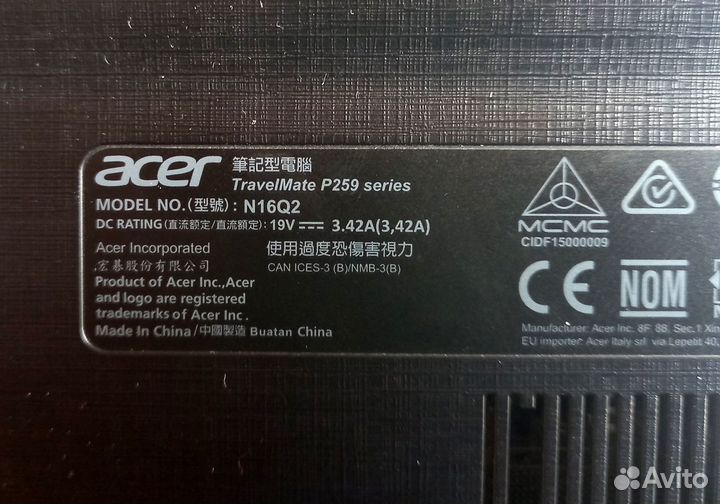 acer 筆記型電腦
TravelMate P259 series
MODEL NO.(型號): N16Q2
DC RATING(直流額定/直流额定): 19V 3.42A(3,42A)
Acer Incorporated
宏碁股份有限公司
使用過度恐傷害視力
CAN ICES-3 (B)/NMB-3(B)
Product of Acer Inc.,Acer
and logo are registered
trademarks of Acer Inc .
Made In China/中國製造 Buatan China
MCMC
CIDF15000009
CE NOM
Manufacturer: Acer Inc. 8F 88, Sec.1 Xin
EU importer: Acer Italy srl via Lepetit 40,
Avito